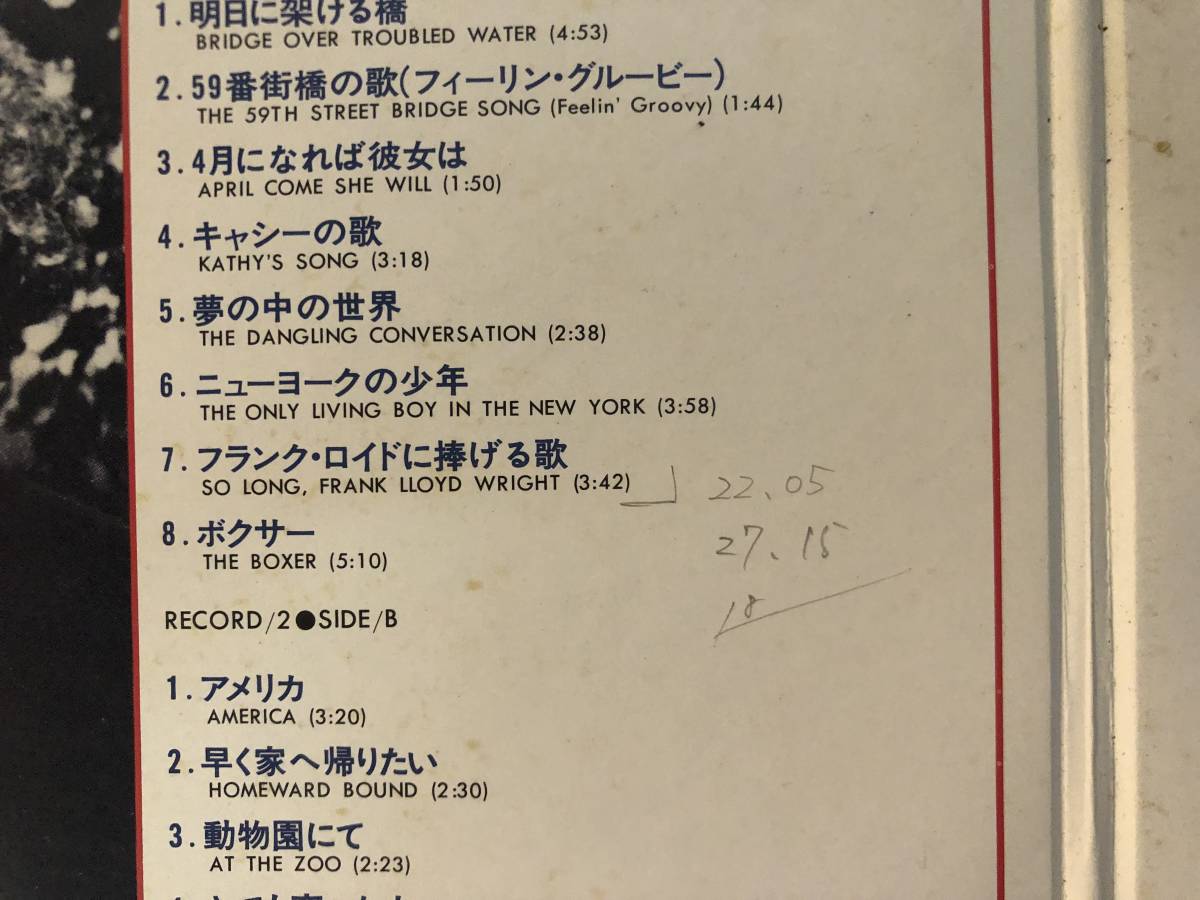 1. 明日に架ける橋
BRIDGE OVER TROUBLED WATER (4:53)
2. 59番街橋の歌(フィーリン・グルービー)
THE 59TH STREET BRIDGE SONG (Feelin' Groovy) (1:44)
3. 4月になれば彼女は
APRIL COME SHE WILL (1:50)
4. キャシーの歌
KATHY'S SONG (3:18)
5. 夢の中の世界
THE DANGLING CONVERSATION (2:38)
6. ニューヨークの少年
THE ONLY LIVING BOY IN THE NEW YORK (3:58)
7. フランク・ロイドに捧げる歌
SO LONG, FRANK LLOYD WRIGHT (3:42)
22.05
8. ボクサー
27.15
THE BOXER (5:10)
18
RECORD/2●SIDE/B
1. アメリカ
AMERICA (3:20)
2. 早く家へ帰りたい
HOMEWARD BOUND (2:30)
3. 動物園にて
AT THE ZOO (2:23)